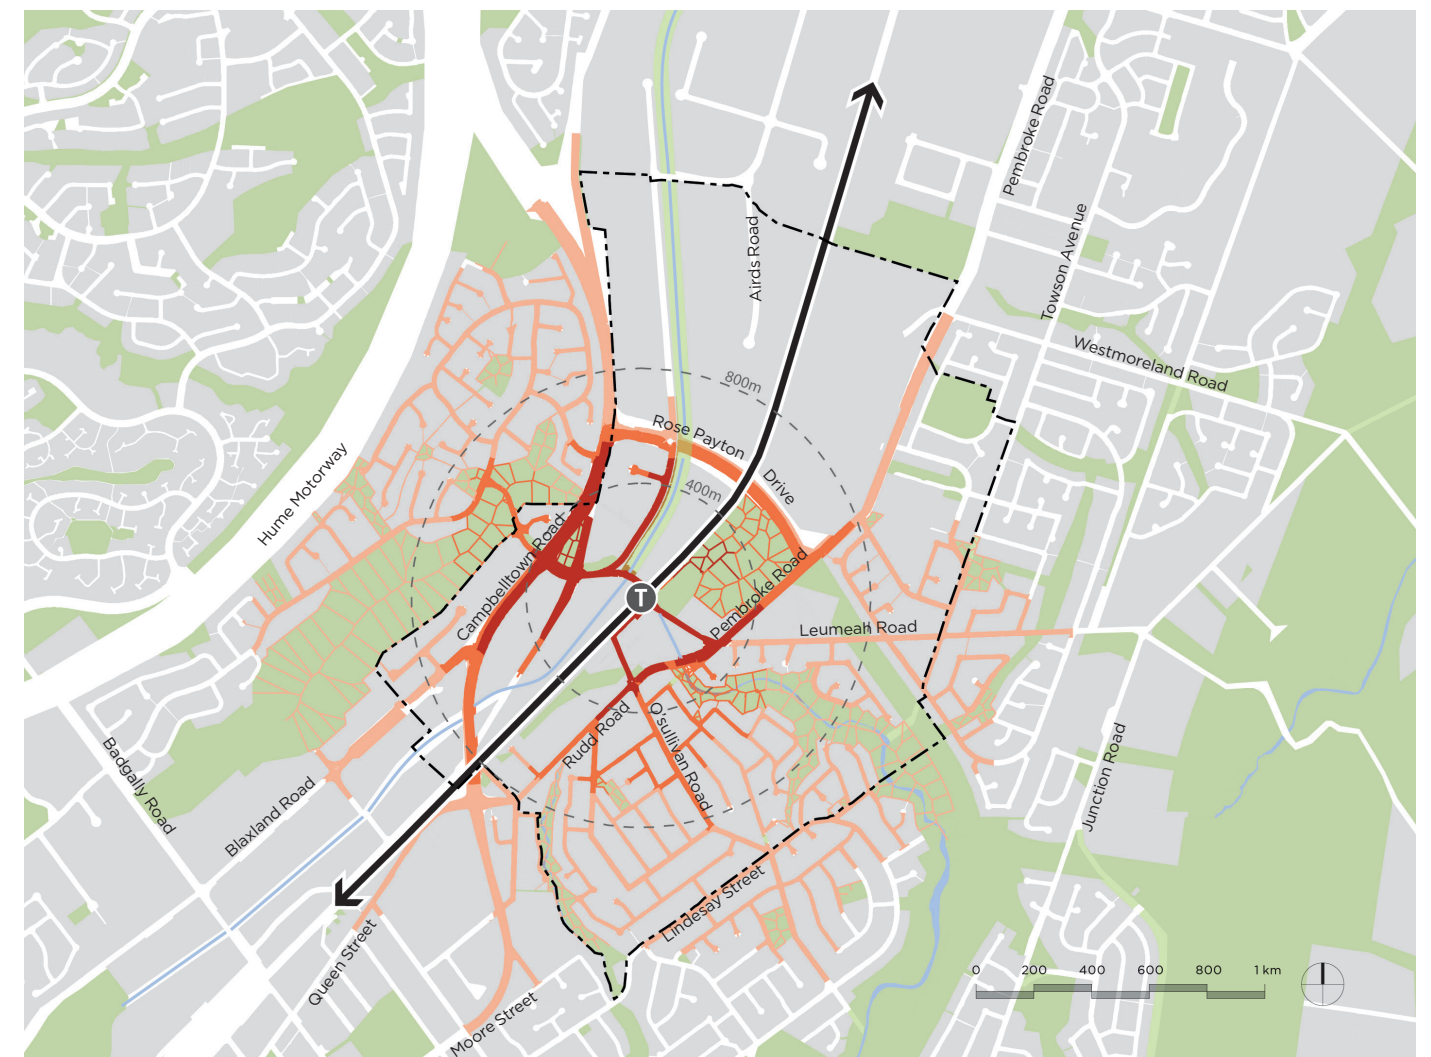 Pembroke Road
Towson Avenue
Airds Road
Westmoreland Road
800m
Rose Payton
Drive
400m
Hume Motorway
Campbelltown Road
T
Pembroke Road
Leumeah Road
Rudd Road
O'sullivan Road
Badgally Road
Blaxland Road
Junction Road
Lindesay Street
Queen Street
Moore Street
0 200 400 600 800 1 km